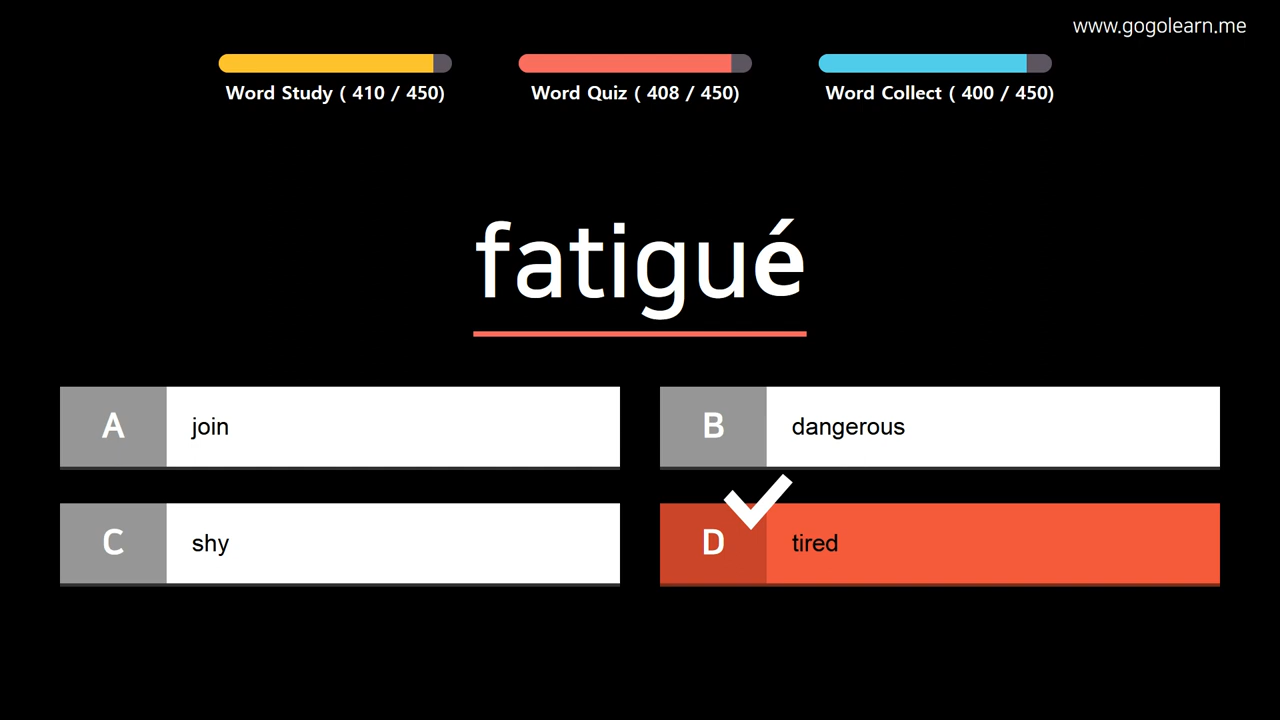 www.gogolearn.me
Word Study ( 410 / 450)
Word Quiz ( 408 / 450)
Word Collect ( 400 / 450)
fatigué
A join
B dangerous
C shy
D tired